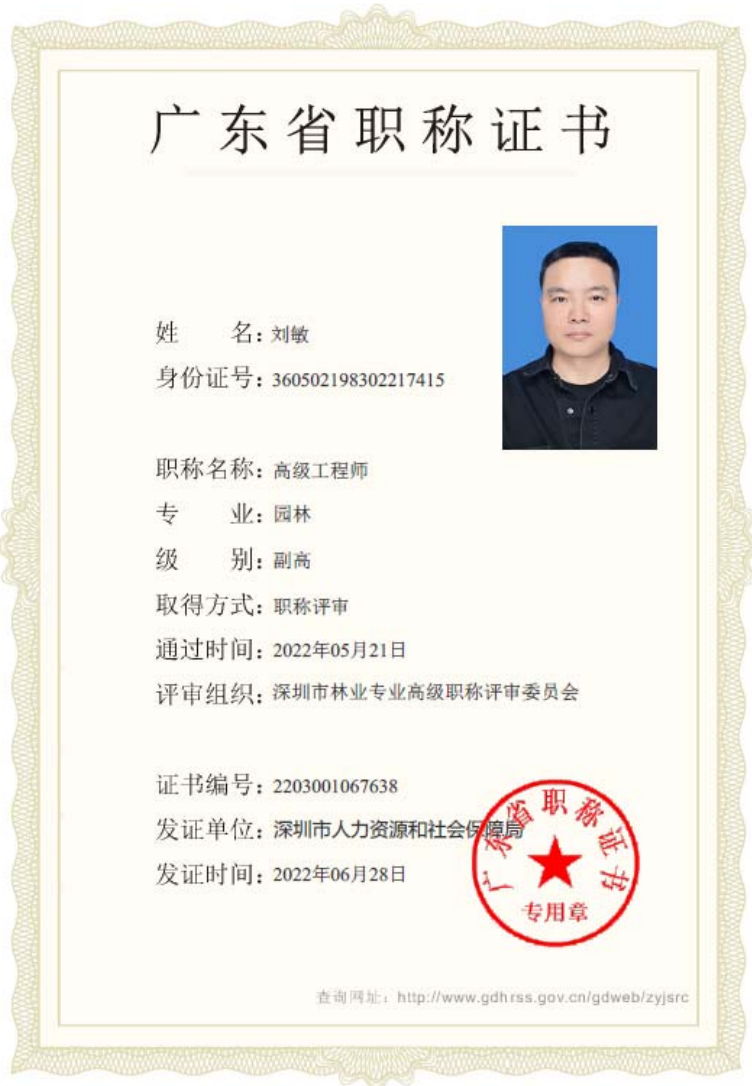 广东省职称证书
姓 名：刘敏
身份证号：360502198302217415
职称名称：高级工程师
专 业：园林
级 别：副高
取得方式：职称评审
通过时间：2022年05月21日
评审组织：深圳市林业专业高级职称评审委员会
证书编号：2203001067638
发证单位：深圳市人力资源和社会保障局
发证时间：2022年06月28日
广东省职称证书
专用章
查询网址：http://www.gdhrss.gov.cn/gdweb/zyjsrc